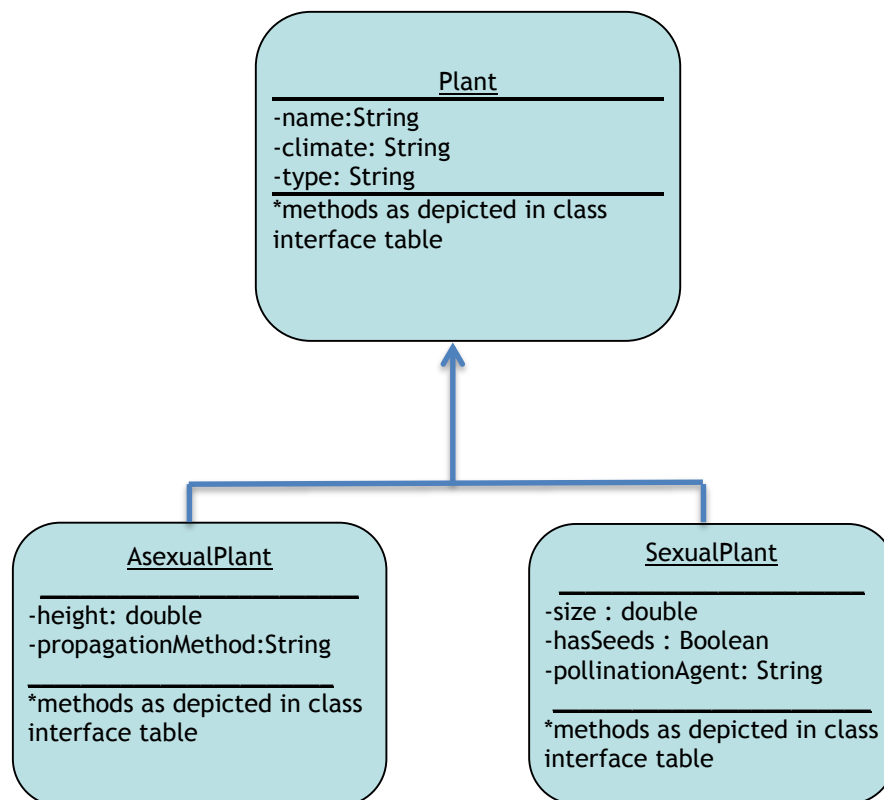 Plant
-name:String
-climate: String
-type: String
*methods as depicted in class
interface table
AsexualPlant
-height: double
-propagationMethod:String
*methods as depicted in class
interface table
SexualPlant
-size : double
-hasSeeds : Boolean
-pollinationAgent: String
*methods as depicted in class
interface table